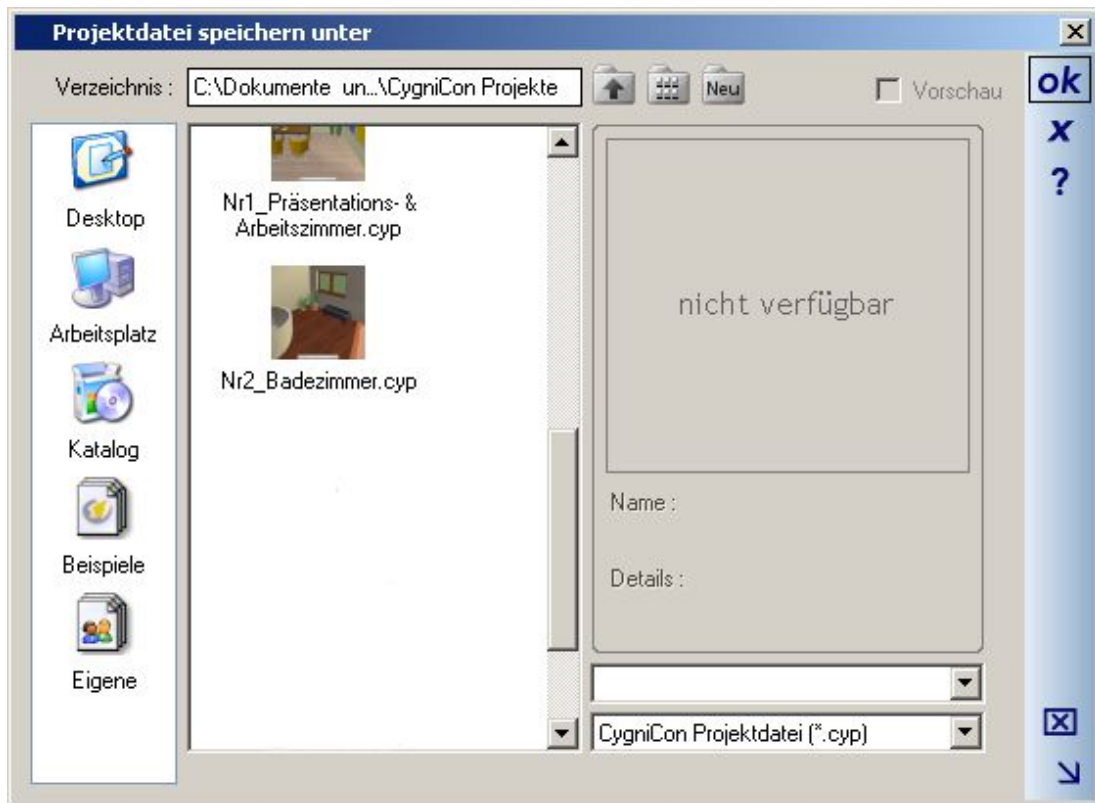 Projektdatei speichern unter
Verzeichnis : C:\Dokumente un...\CygniCon Projekte Neu Vorschau ok
x
?
Desktop
Arbeitsplatz
Katalog
Beispiele
Eigene
Nr1_Präsentations- &
Arbeitszimmer.cyp
Nr2_Badezimmer.cyp
nicht verfügbar
Name :
Details :
CygniCon Projektdatei (*.cyp)